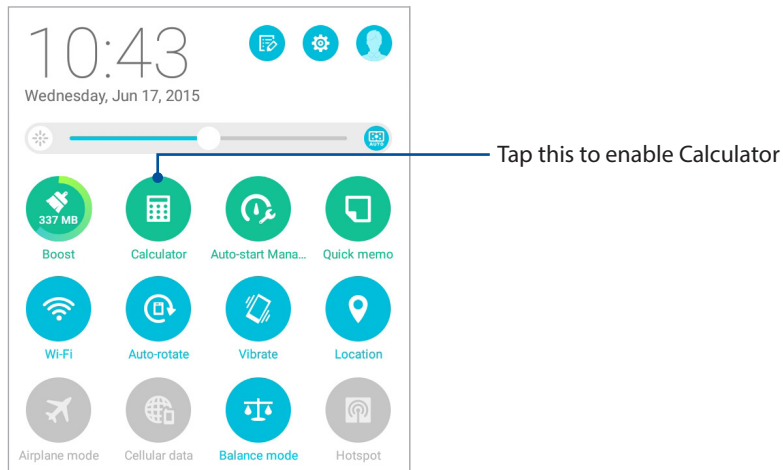 10:43
Wednesday, Jun 17, 2015
AUTO
Tap this to enable Calculator
337 MB
Boost Calculator Auto-start Mana... Quick memo
Wi-Fi Auto-rotate Vibrate Location
Airplane mode Cellular data Balance mode Hotspot